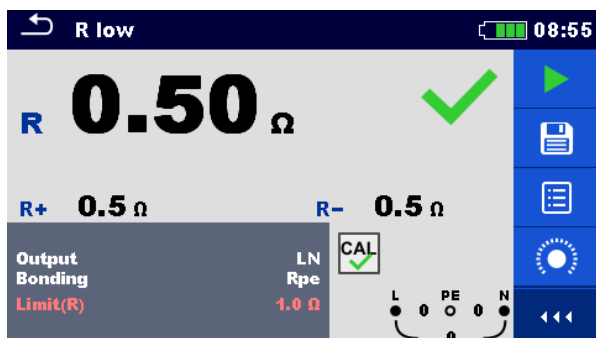 R low 08:55
R 0.50 Ω
R+ 0.5 Ω R– 0.5 Ω
Output LN
Bonding Rpe
Limit(R) 1.0 Ω
CAL
L PE N
0 0
0